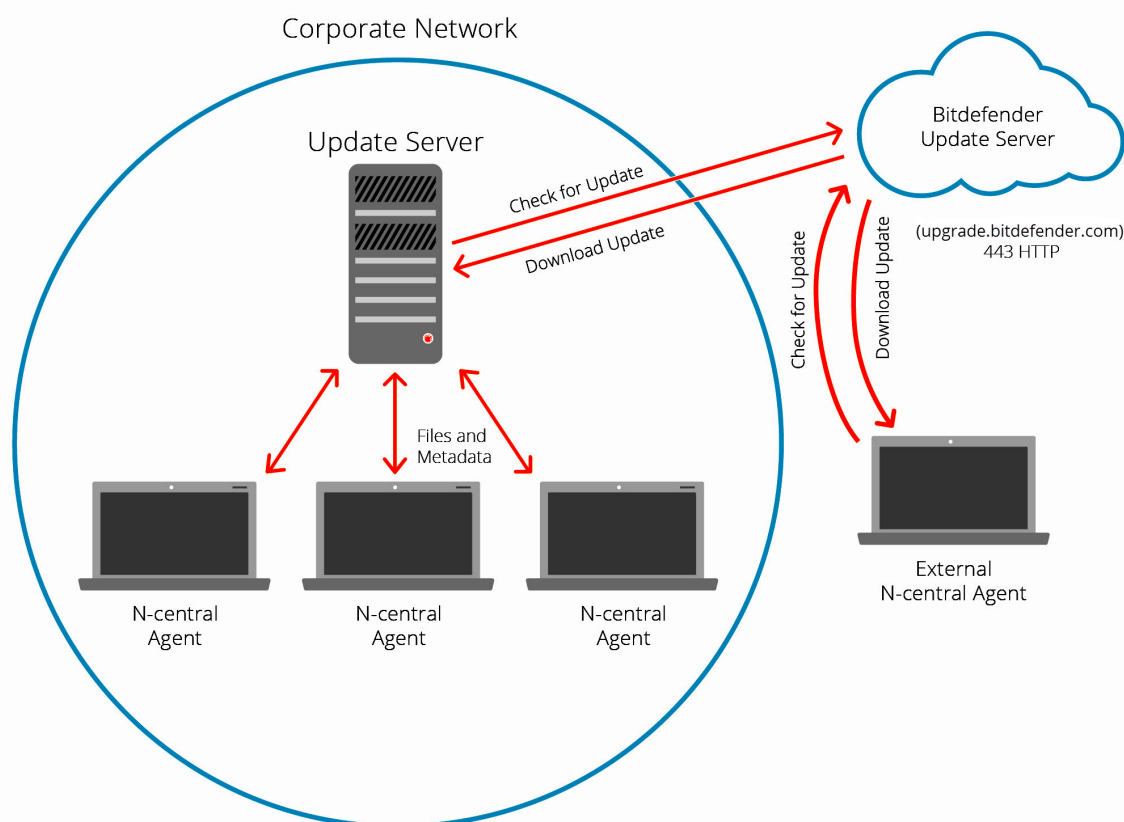 Corporate Network
Update Server
Bitdefender
Update Server
(upgrade.bitdefender.com)
443 HTTP
Check for Update
Download Update
Check for Update
Download Update
Files and
Metadata
N-central
Agent
N-central
Agent
N-central
Agent
External
N-central Agent